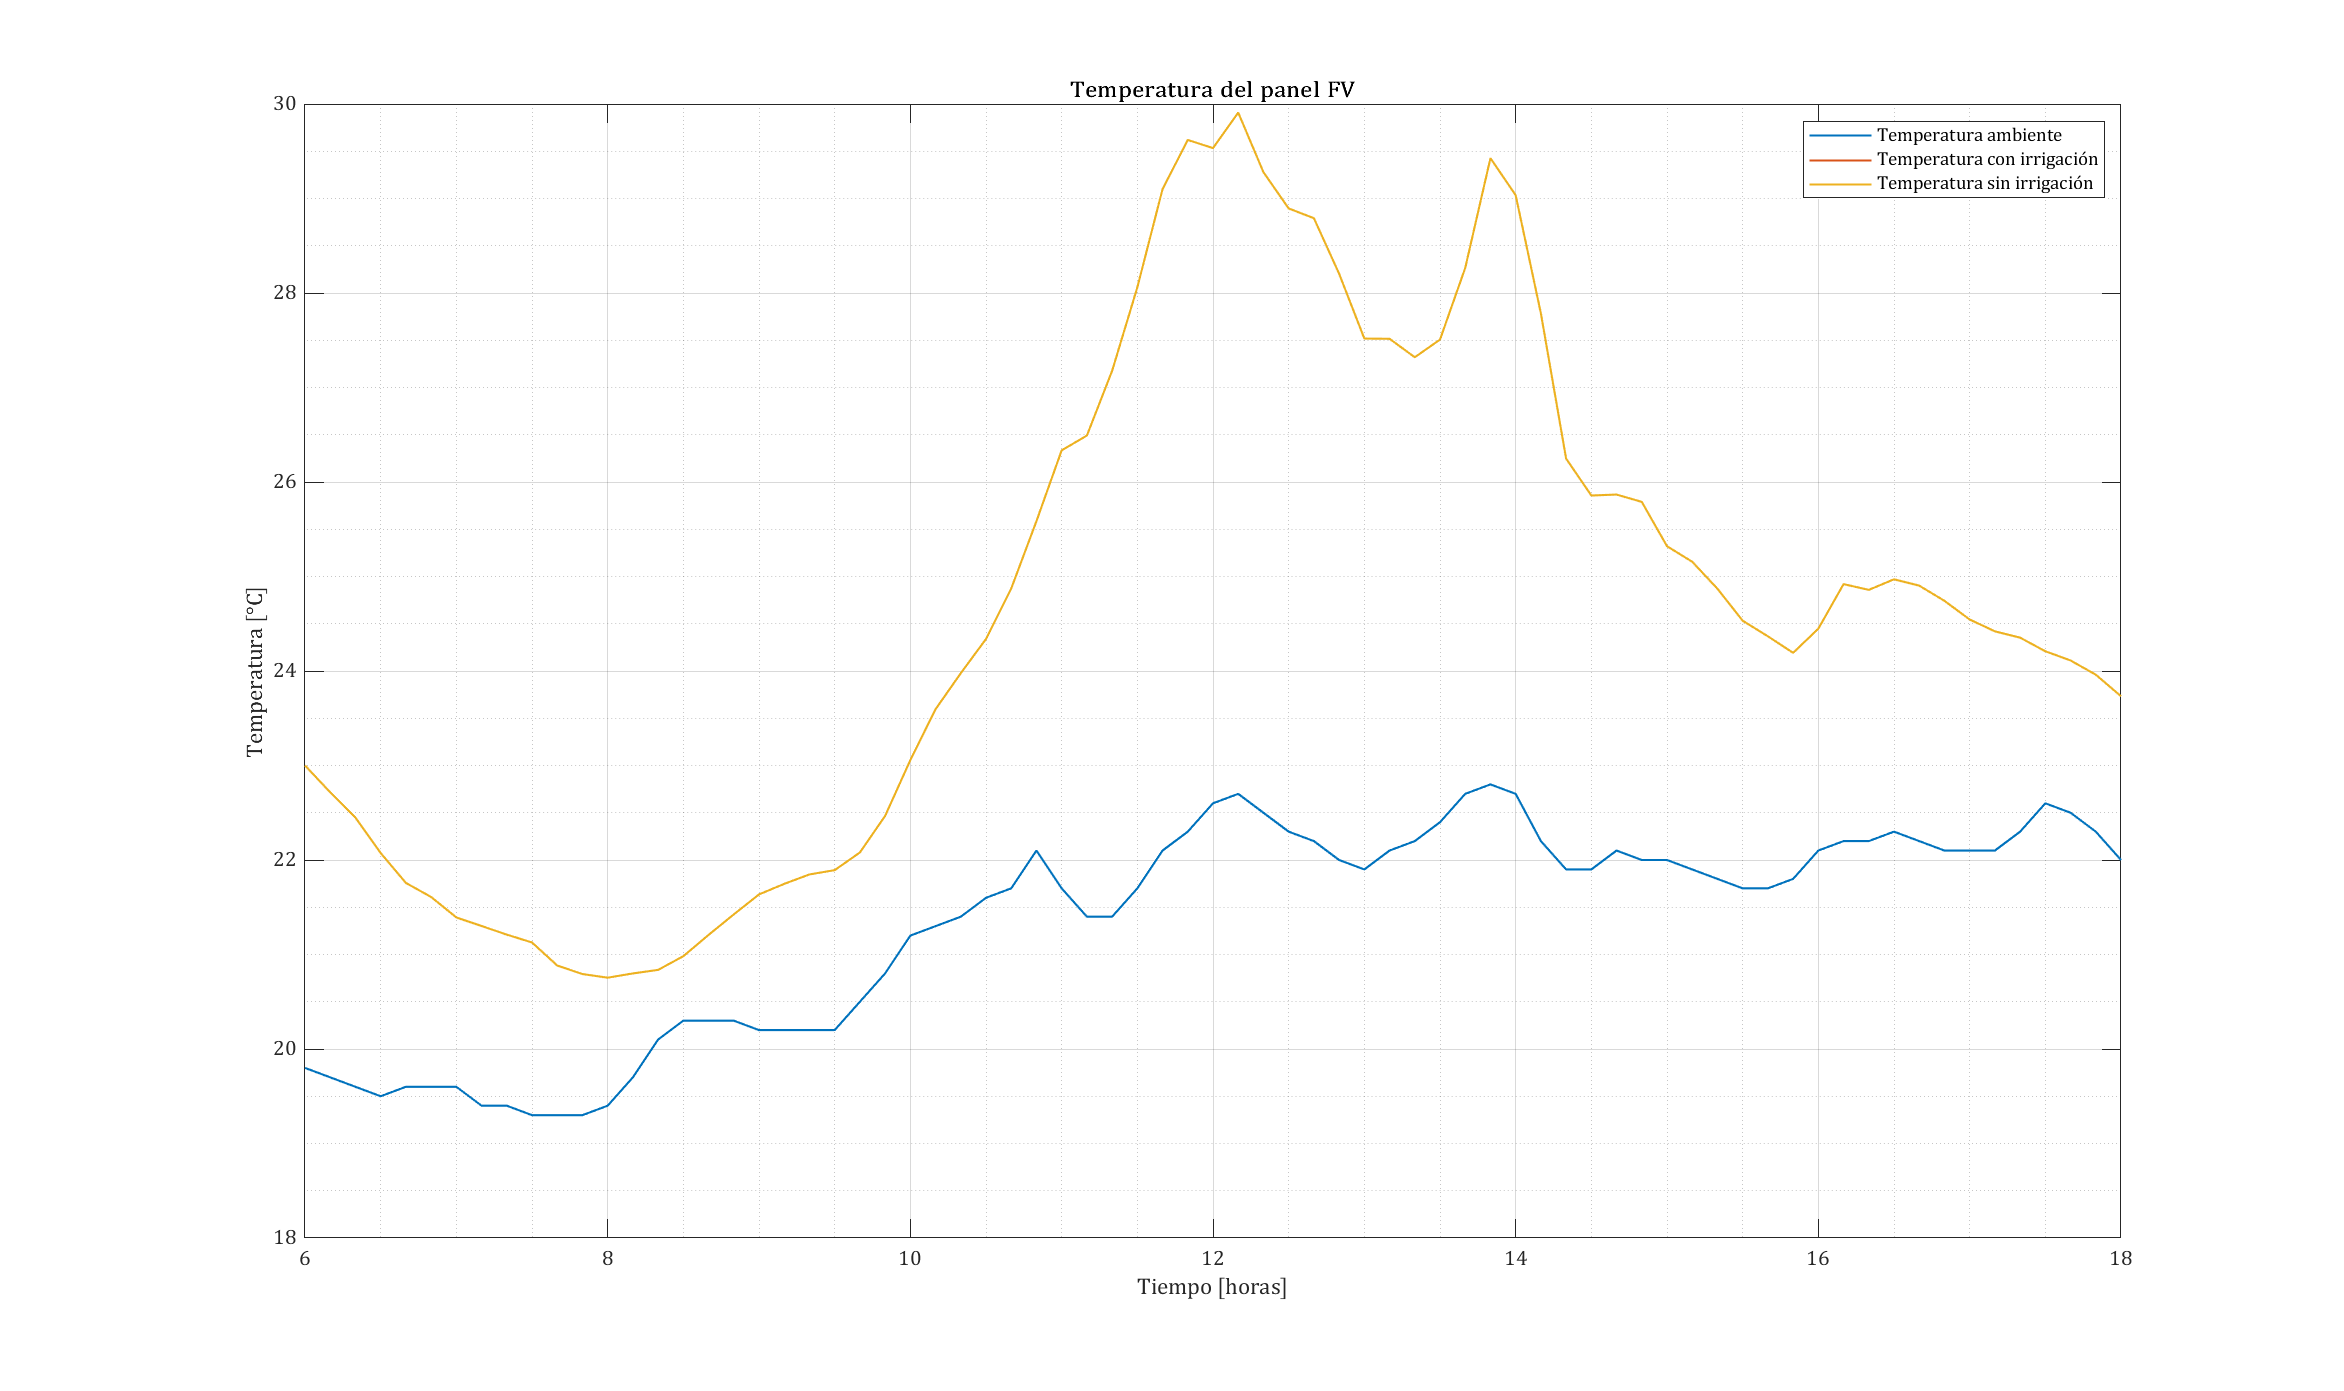 Temperatura del panel FV
30
28
26
24
22
20
18
Temperatura [°C]
Temperatura ambiente
Temperatura con irrigación
Temperatura sin irrigación
6
8
10
12
14
16
18
Tiempo [horas]